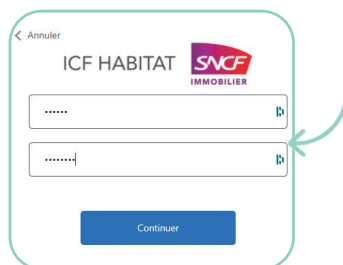 Annuler
ICF HABITAT SNCF
IMMOBILIER
••••••
••••••••
Continuer